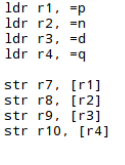 ldr r1, =p
ldr r2, =n
ldr r3, =d
ldr r4, =q
str r7, [r1]
str r8, [r2]
str r9, [r3]
str r10, [r4]